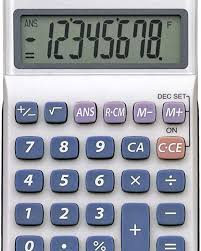 ANS F
-12345678.
DEC SET
+/− √ ANS R·CM M− M+
ON
7 8 9 CA C·CE
4 5 6 × ÷
1 2 3 + −
0 . =